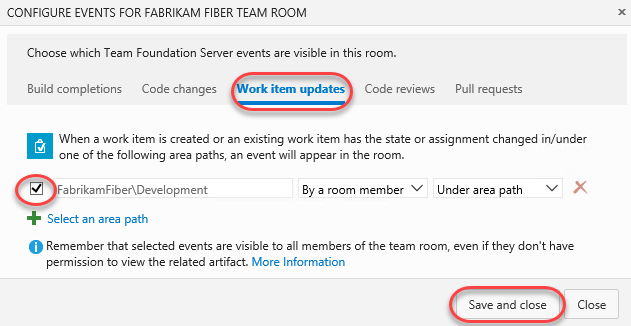 CONFIGURE EVENTS FOR FABRIKAM FIBER TEAM ROOM
Choose which Team Foundation Server events are visible in this room.
Build completions Code changes Work item updates Code reviews Pull requests
When a work item is created or an existing work item has the state or assignment changed in/under
one of the following area paths, an event will appear in the room.
FabrikamFiber\Development By a room member Under area path
Select an area path
Remember that selected events are visible to all members of the team room, even if they don't have
permission to view the related artifact. More Information
Save and close Close